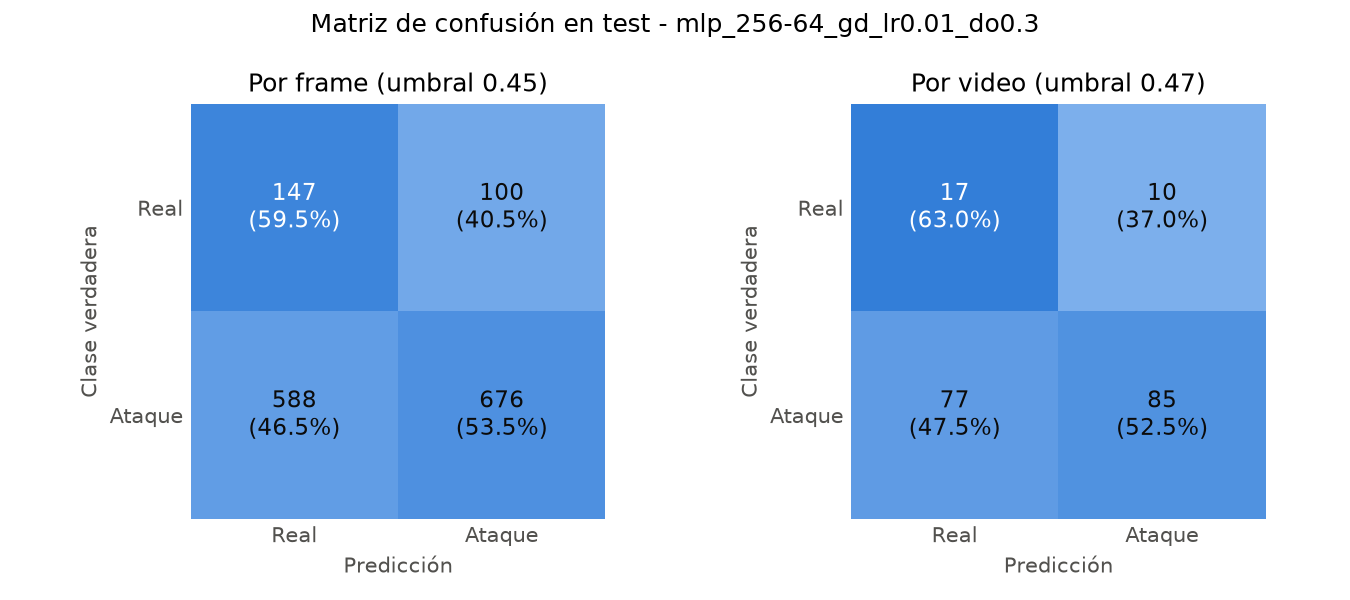 Matriz de confusión en test - mlp_256-64_gd_lr0.01_do0.3
Por frame (umbral 0.45)
Clase verdadera
Real
147
(59.5%)
100
(40.5%)
Ataque
588
(46.5%)
676
(53.5%)
Real
Ataque
Predicción
Por video (umbral 0.47)
Clase verdadera
Real
17
(63.0%)
10
(37.0%)
Ataque
77
(47.5%)
85
(52.5%)
Real
Ataque
Predicción